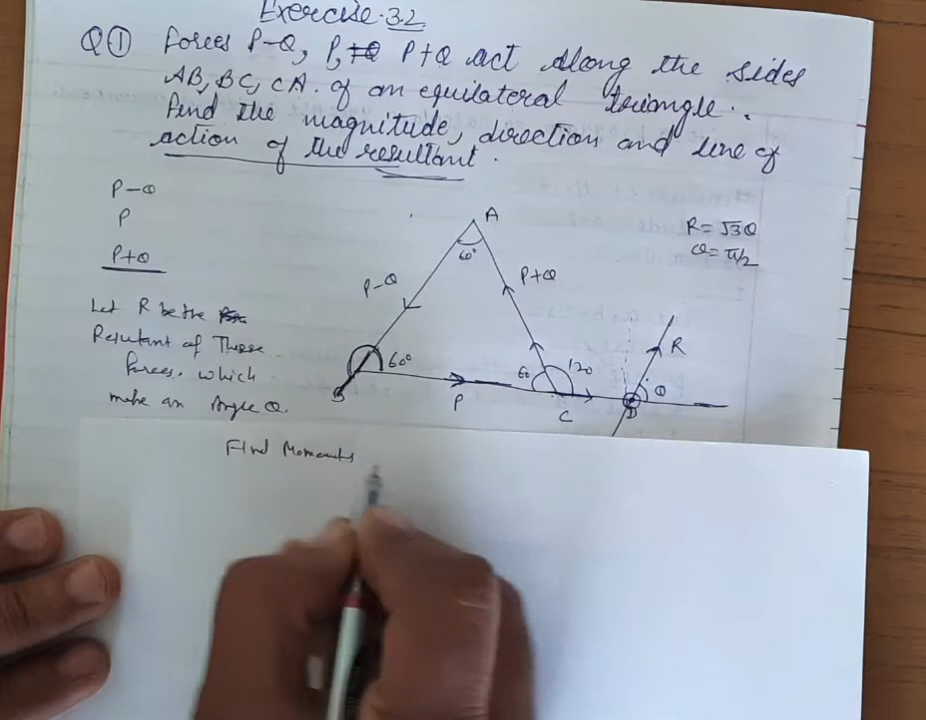 Exercise.3.2
Q① Forces P-Q, P, P+Q act along the sides
AB, BC, CA. of an equilateral triangle.
Find the magnitude, direction and line of
action of the resultant.
P-Q
P
P+Q
R=√3Q
θ=π/2
A
60°
P-Q
P+Q
Let R be the
Resultant of These
forces. which
make an Angle θ.
R
60°
60
120
θ
B
P
C
D
Find Moments